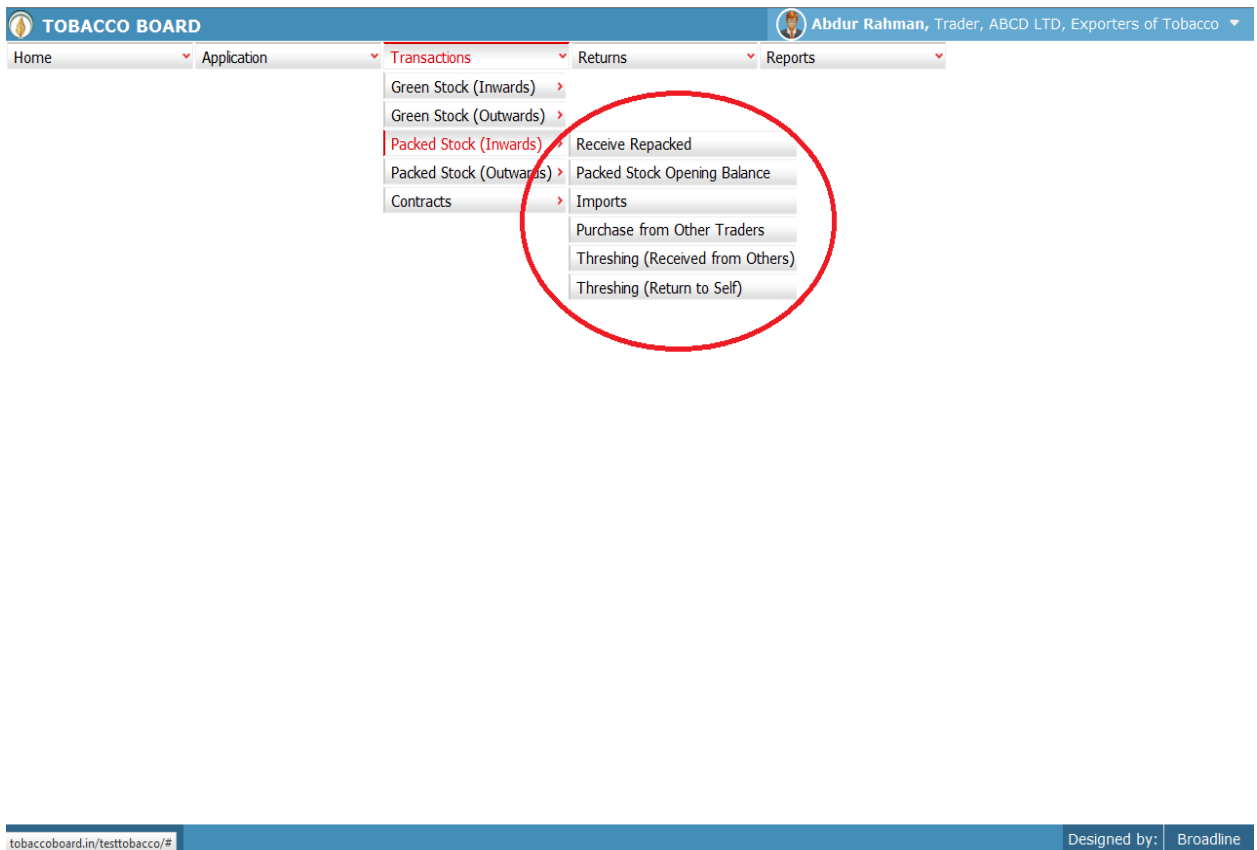 TOBACCO BOARD
Abdur Rahman, Trader, ABCD LTD, Exporters of Tobacco
Home Application Transactions Returns Reports
Green Stock (Inwards)
Green Stock (Outwards)
Packed Stock (Inwards) Receive Repacked
Packed Stock (Outwards) Packed Stock Opening Balance
Contracts Imports
Purchase from Other Traders
Threshing (Received from Others)
Threshing (Return to Self)
tobaccoboard.in/testtobacco/#
Designed by: Broadline